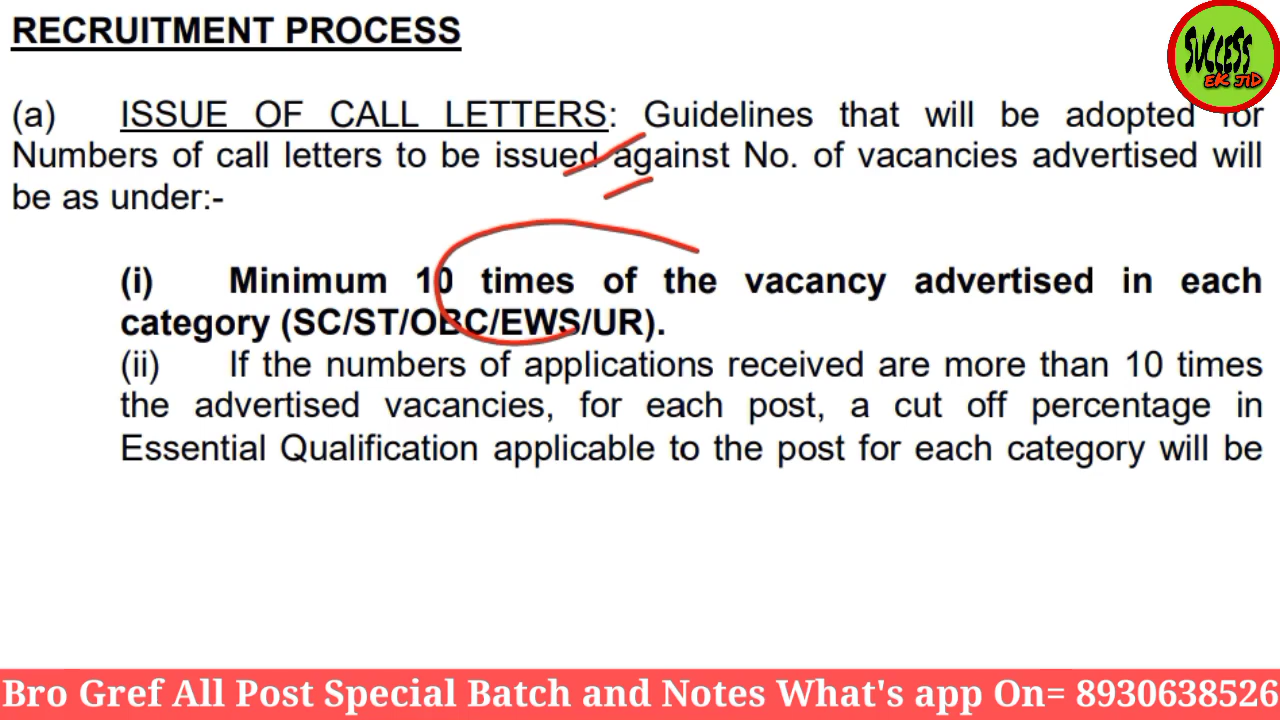 RECRUITMENT PROCESS
SUCCESS
EK JID
(a) ISSUE OF CALL LETTERS: Guidelines that will be adopted for
Numbers of call letters to be issued against No. of vacancies advertised will
be as under:-
(i) Minimum 10 times of the vacancy advertised in each
category (SC/ST/OBC/EWS/UR).
(ii) If the numbers of applications received are more than 10 times
the advertised vacancies, for each post, a cut off percentage in
Essential Qualification applicable to the post for each category will be
Bro Gref All Post Special Batch and Notes What's app On= 8930638526